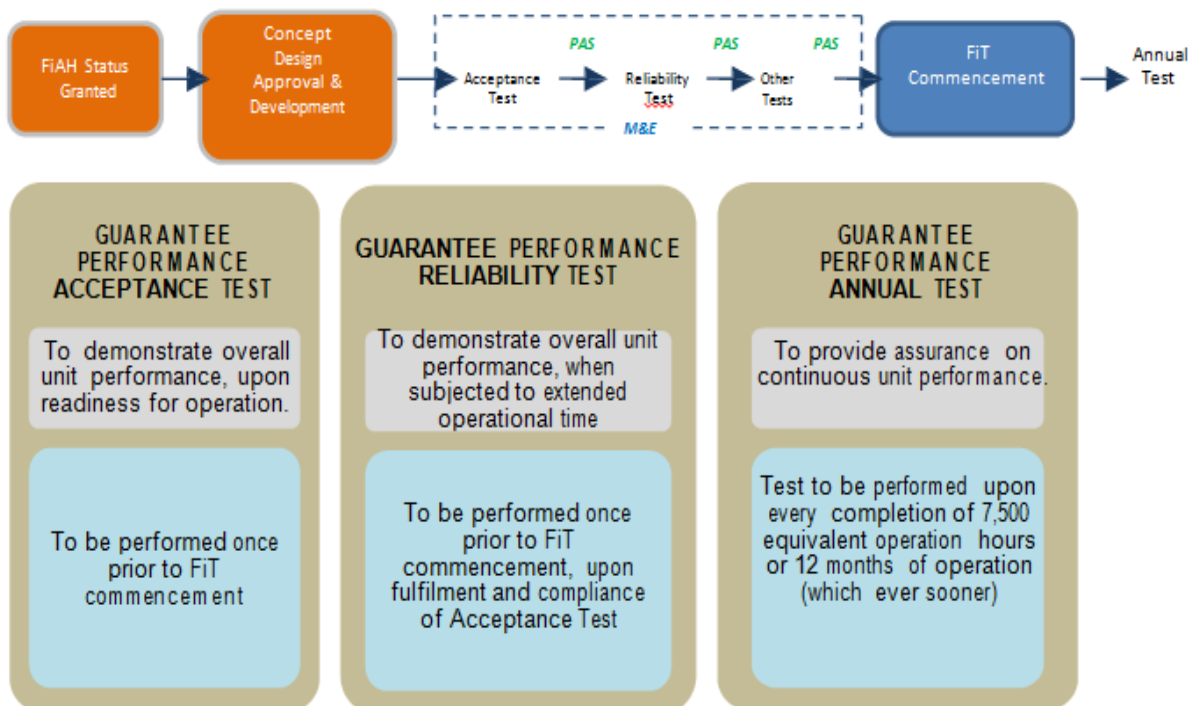 FiAH Status
Granted
Concept
Design
Approval &
Development
PAS
PAS
PAS
Acceptance
Test
Reliability
Test
Other
Tests
M&E
FiT
Commencement
Annual
Test
GUARANTEE
PERFORMANCE
ACCEPTANCE TEST
To demonstrate overall
unit performance, upon
readiness for operation.
To be performed once
prior to FiT
commencement
GUARANTEE PERFORMANCE
RELIABILITY TEST
To demonstrate overall unit
performance, when
subjected to extended
operational time
To be performed once
prior to FiT
commencement, upon
fulfilment and compliance
of Acceptance Test
GUARANTEE
PERFORMANCE
ANNUAL TEST
To provide assurance on
continuous unit performance.
Test to be performed upon
every completion of 7,500
equivalent operation hours
or 12 months of operation
(which ever sooner)